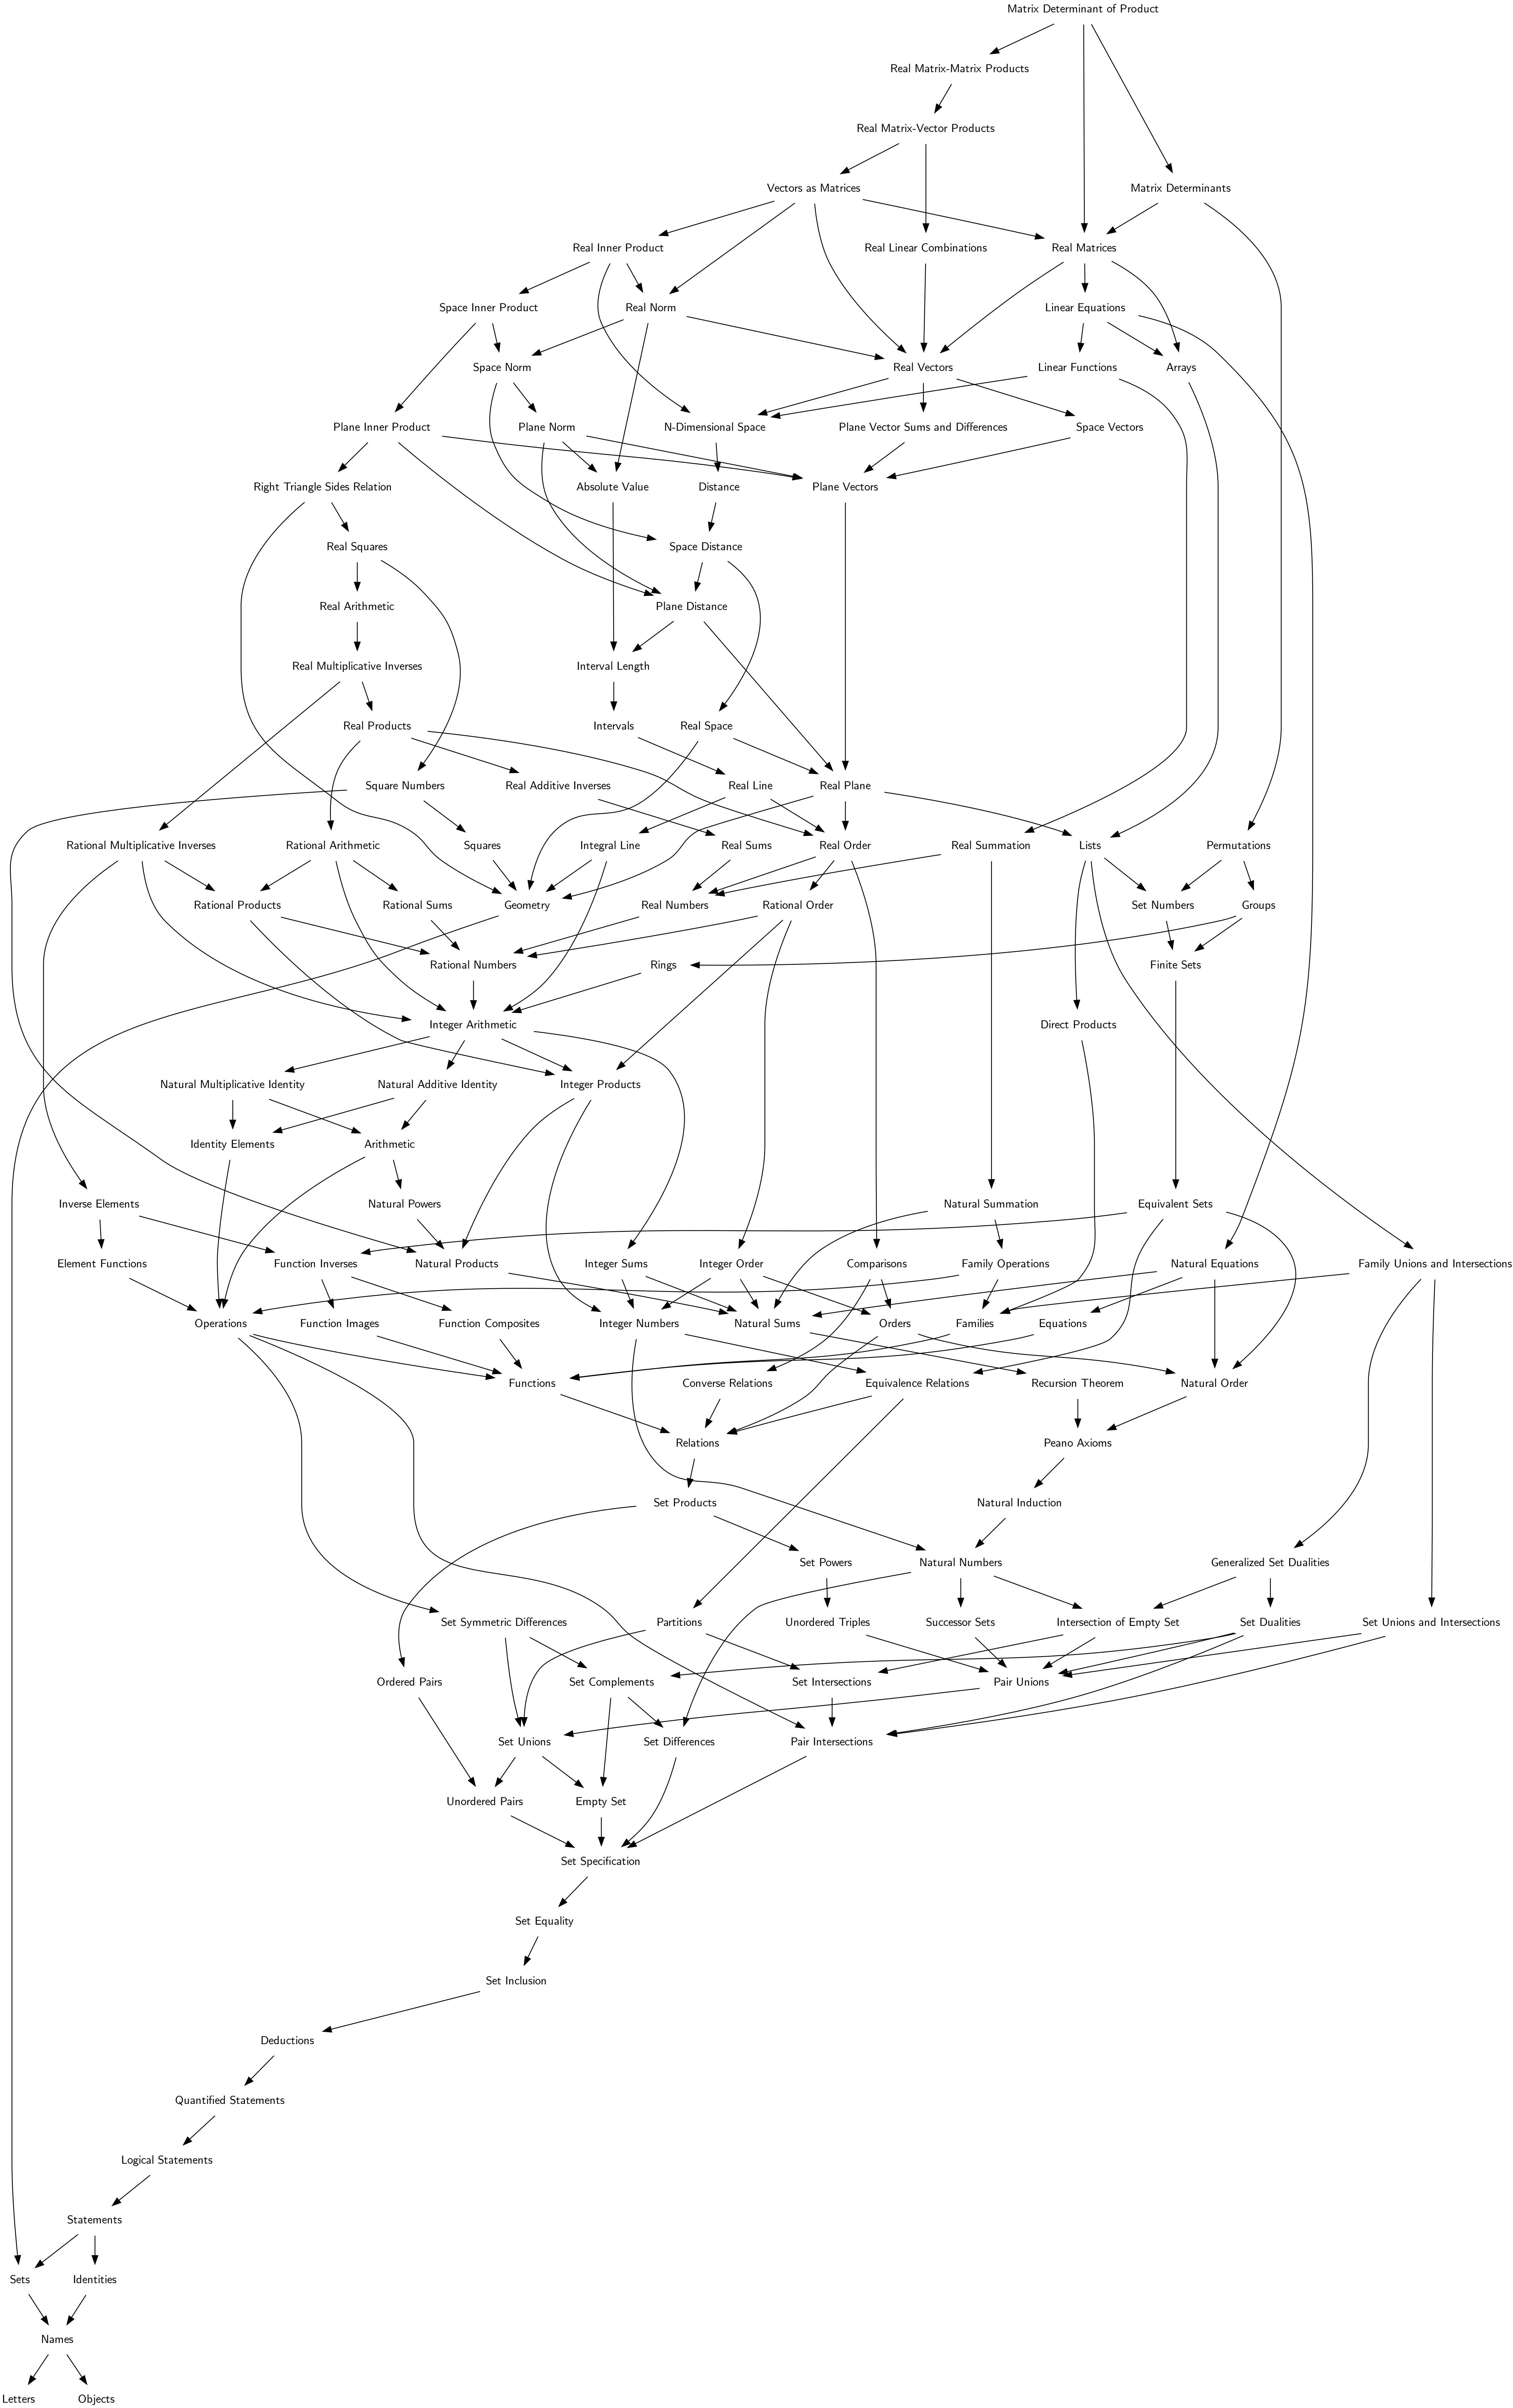 Matrix Determinant of Product
Real Matrix-Matrix Products
Real Matrix-Vector Products
Vectors as Matrices
Matrix Determinants
Real Inner Product
Real Linear Combinations
Real Matrices
Space Inner Product
Real Norm
Linear Equations
Space Norm
Real Vectors
Linear Functions
Arrays
Plane Inner Product
Plane Norm
N-Dimensional Space
Plane Vector Sums and Differences
Space Vectors
Right Triangle Sides Relation
Absolute Value
Distance
Plane Vectors
Real Squares
Space Distance
Real Arithmetic
Plane Distance
Real Multiplicative Inverses
Interval Length
Real Products
Intervals
Real Space
Square Numbers
Real Additive Inverses
Real Line
Real Plane
Rational Multiplicative Inverses
Rational Arithmetic
Squares
Integral Line
Real Sums
Real Order
Real Summation
Lists
Permutations
Rational Products
Rational Sums
Geometry
Real Numbers
Rational Order
Set Numbers
Groups
Rational Numbers
Rings
Finite Sets
Integer Arithmetic
Direct Products
Natural Multiplicative Identity
Natural Additive Identity
Integer Products
Identity Elements
Arithmetic
Inverse Elements
Natural Powers
Natural Summation
Equivalent Sets
Element Functions
Function Inverses
Natural Products
Integer Sums
Integer Order
Comparisons
Family Operations
Natural Equations
Family Unions and Intersections
Operations
Function Images
Function Composites
Integer Numbers
Natural Sums
Orders
Families
Equations
Functions
Converse Relations
Equivalence Relations
Recursion Theorem
Natural Order
Relations
Peano Axioms
Set Products
Natural Induction
Set Powers
Natural Numbers
Generalized Set Dualities
Set Symmetric Differences
Partitions
Unordered Triples
Successor Sets
Intersection of Empty Set
Set Dualities
Set Unions and Intersections
Ordered Pairs
Set Complements
Set Intersections
Pair Unions
Set Unions
Set Differences
Pair Intersections
Unordered Pairs
Empty Set
Set Specification
Set Equality
Set Inclusion
Deductions
Quantified Statements
Logical Statements
Statements
Sets
Identities
Names
Letters
Objects